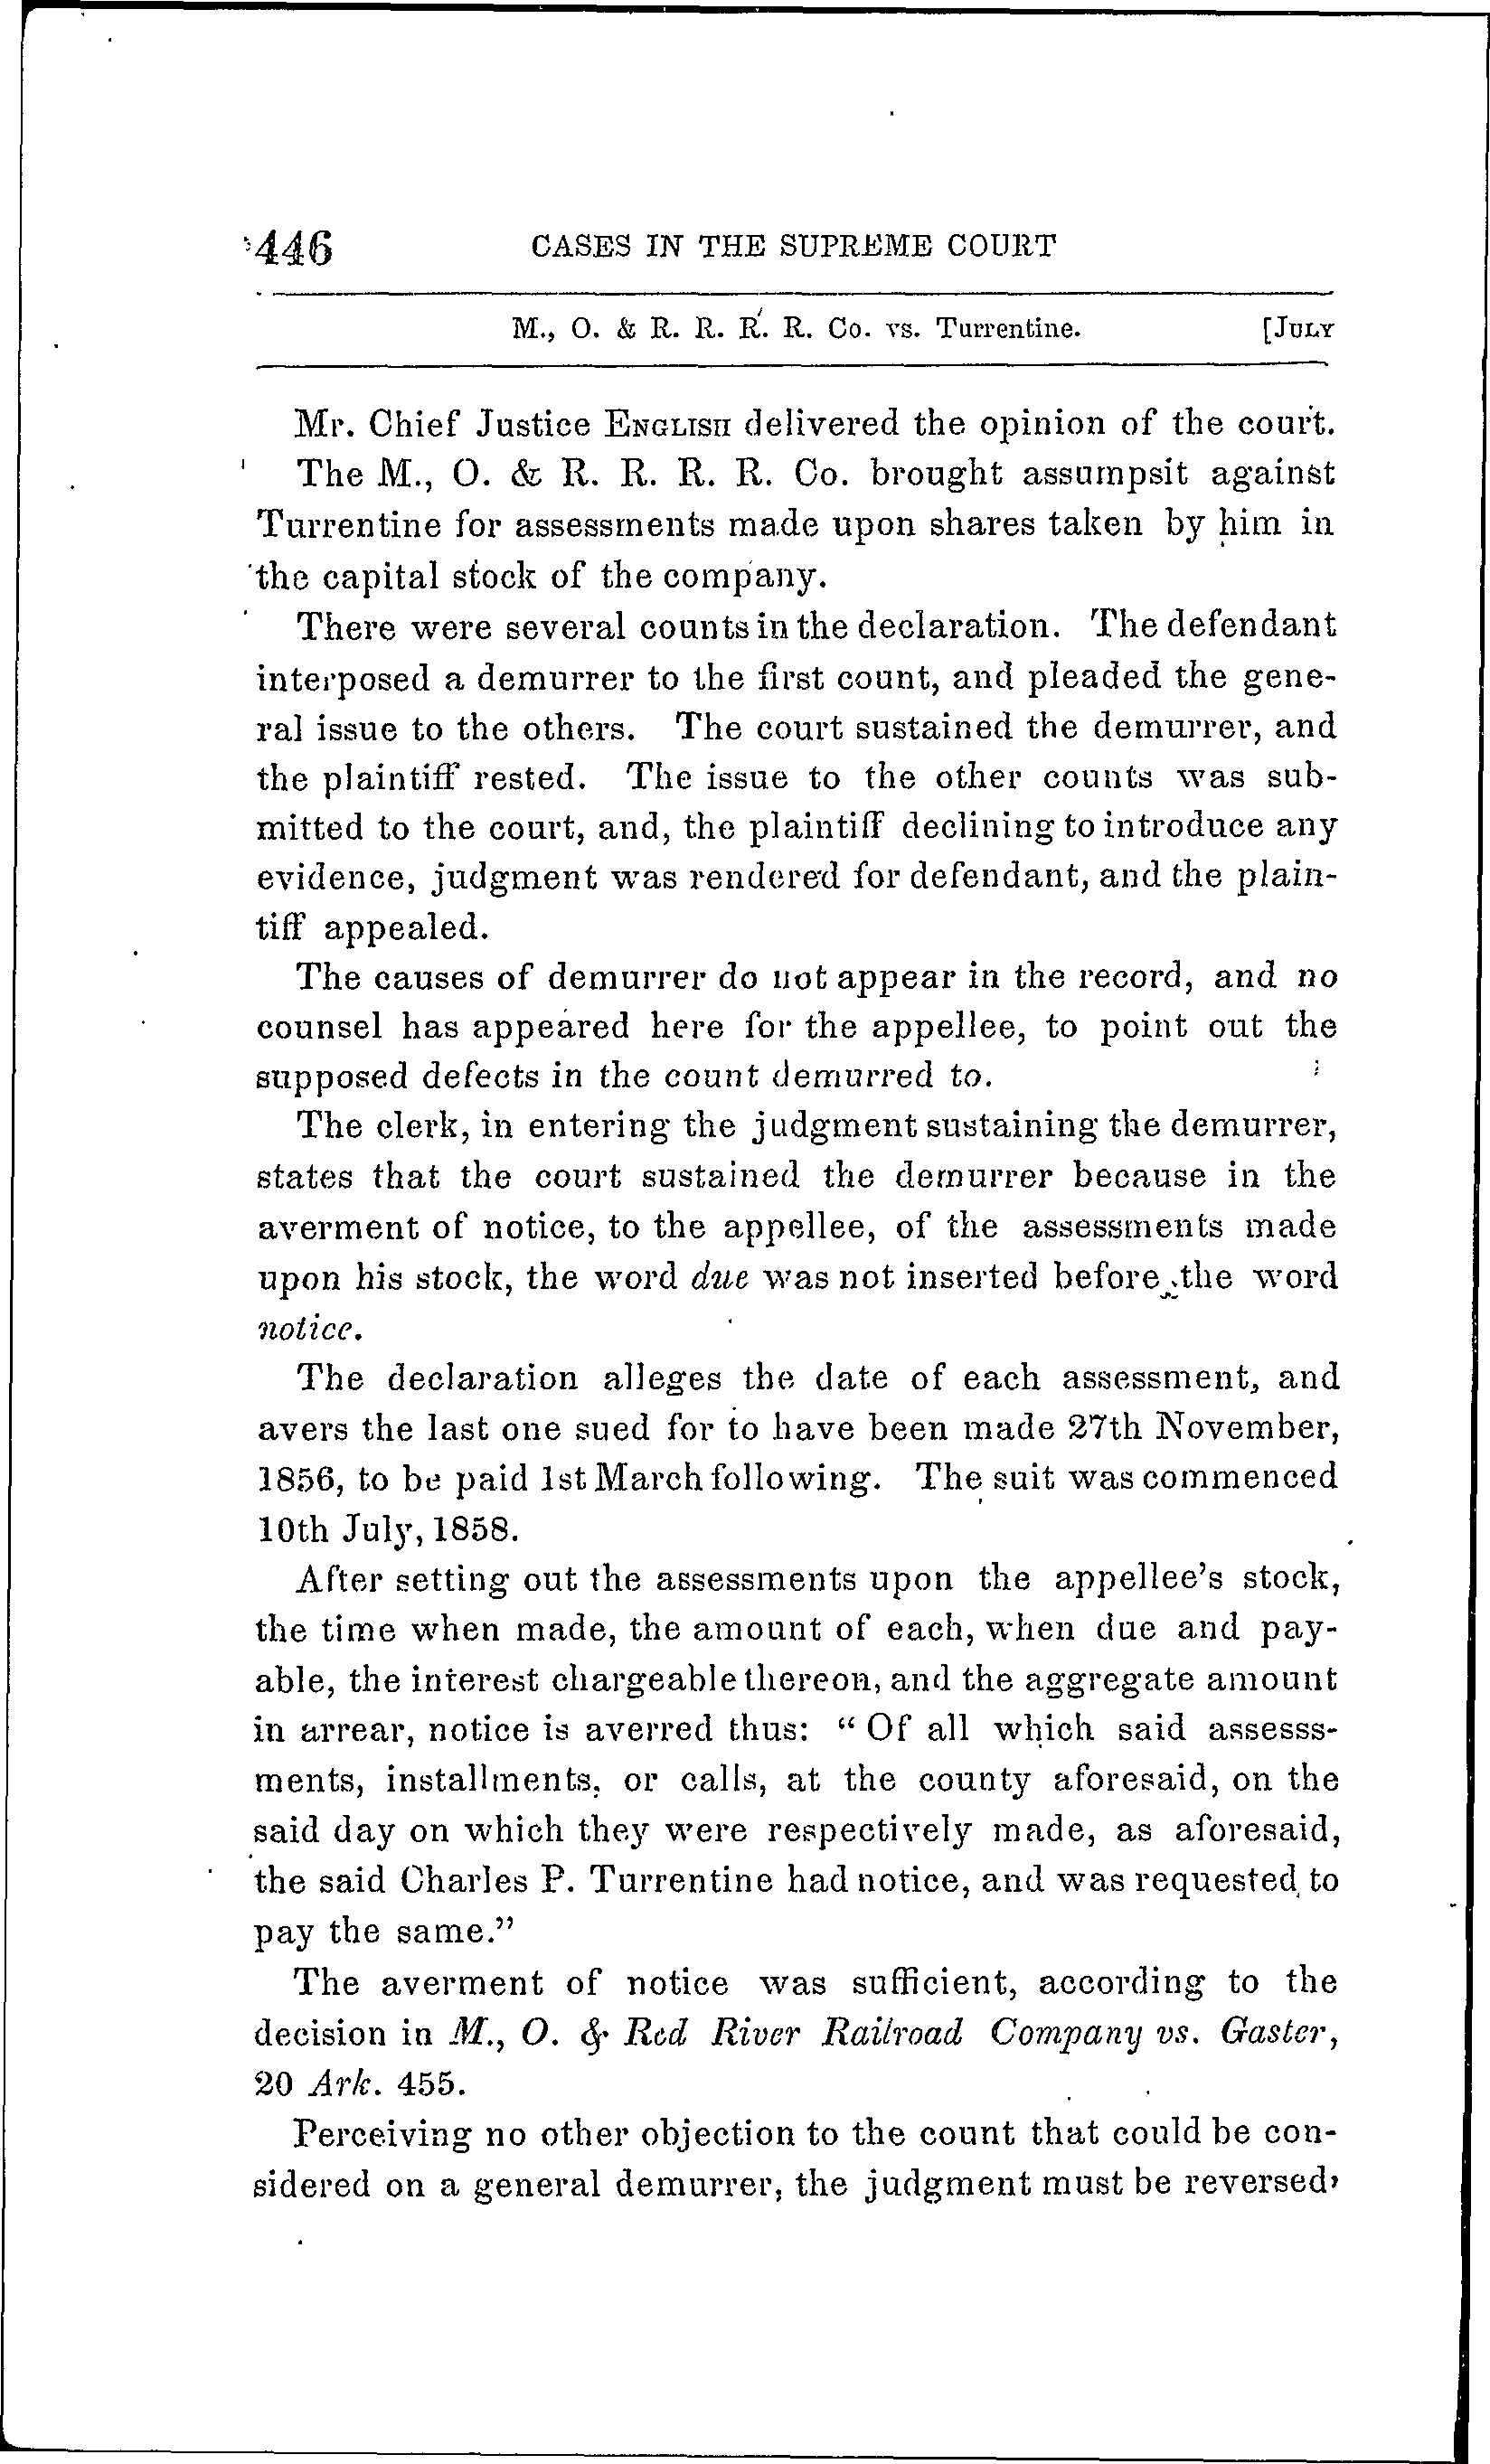 446 CASES IN THE SUPREME COURT
M., O. & R. R. R. R. Co. vs. Turrentine. [JULY
Mr. Chief Justice ENGLISH delivered the opinion of the court.
The M., O. & R. R. R. R. Co. brought assumpsit against
Turrentine for assessments made upon shares taken by him in
the capital stock of the company.
There were several counts in the declaration. The defendant
interposed a demurrer to the first count, and pleaded the gene-
ral issue to the others. The court sustained the demurrer, and
the plaintiff rested. The issue to the other counts was sub-
mitted to the court, and, the plaintiff declining to introduce any
evidence, judgment was rendered for defendant, and the plain-
tiff appealed.
The causes of demurrer do not appear in the record, and no
counsel has appeared here for the appellee, to point out the
supposed defects in the count demurred to.
The clerk, in entering the judgment sustaining the demurrer,
states that the court sustained the demurrer because in the
averment of notice, to the appellee, of the assessments made
upon his stock, the word due was not inserted before the word
notice.
The declaration alleges the date of each assessment, and
avers the last one sued for to have been made 27th November,
1856, to be paid 1st March following. The suit was commenced
10th July, 1858.
After setting out the assessments upon the appellee's stock,
the time when made, the amount of each, when due and pay-
able, the interest chargeable thereon, and the aggregate amount
in arrear, notice is averred thus: "Of all which said assesss-
ments, installments, or calls, at the county aforesaid, on the
said day on which they were respectively made, as aforesaid,
the said Charles P. Turrentine had notice, and was requested to
pay the same."
The averment of notice was sufficient, according to the
decision in M., O. & Red River Railroad Company vs. Gaster,
20 Ark. 455.
Perceiving no other objection to the count that could be con-
sidered on a general demurrer, the judgment must be reversed,